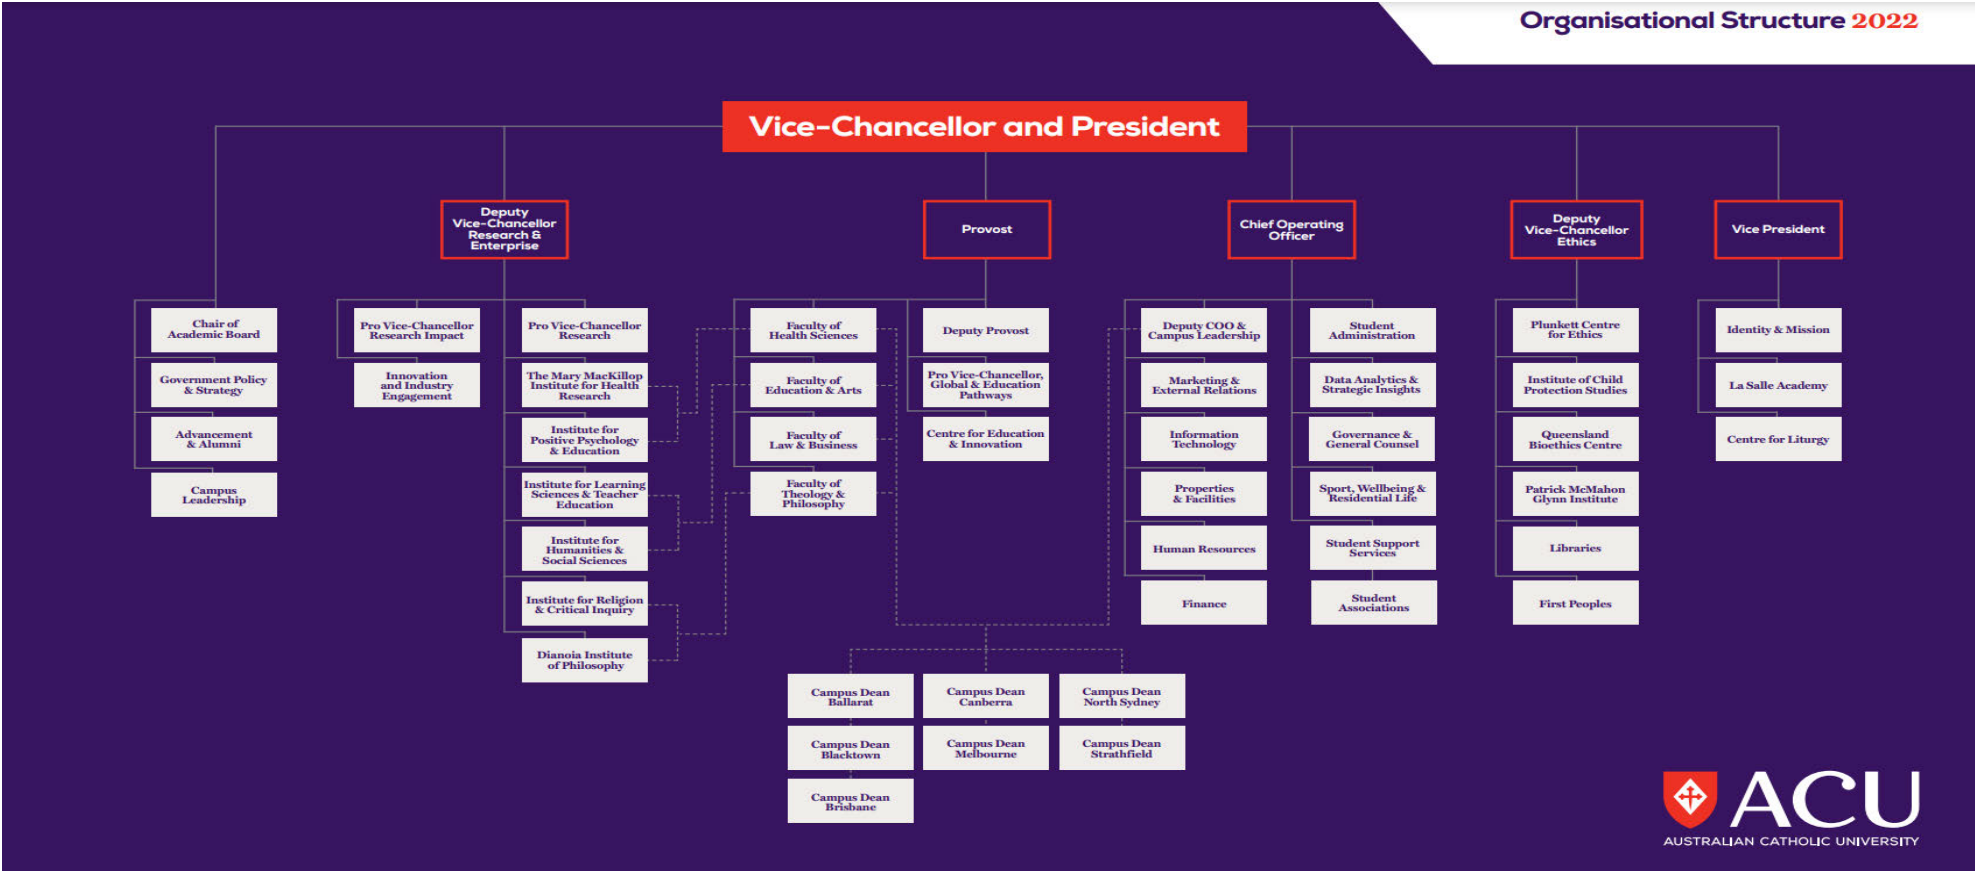 Organisational Structure 2022
Vice-Chancellor and President
Deputy
Vice-Chancellor
Research &
Enterprise
Provost
Chief Operating
Officer
Deputy
Vice-Chancellor
Ethics
Vice President
Chair of
Academic Board
Government Policy
& Strategy
Advancement
& Alumni
Campus
Leadership
Pro Vice-Chancellor
Research Impact
Innovation
and Industry
Engagement
Pro Vice-Chancellor
Research
The Mary MacKillop
Institute for Health
Research
Institute for
Positive Psychology
& Education
Institute for Learning
Sciences & Teacher
Education
Institute for
Humanities &
Social Sciences
Institute for Religion
& Critical Inquiry
Dianoia Institute
of Philosophy
Faculty of
Health Sciences
Faculty of
Education & Arts
Faculty of
Law & Business
Faculty of
Theology &
Philosophy
Deputy Provost
Pro Vice-Chancellor,
Global & Education
Pathways
Centre for Education
& Innovation
Deputy COO &
Campus Leadership
Marketing &
External Relations
Information
Technology
Properties
& Facilities
Human Resources
Finance
Student
Administration
Data Analytics &
Strategic Insights
Governance &
General Counsel
Sport, Wellbeing &
Residential Life
Student Support
Services
Student
Associations
Plunkett Centre
for Ethics
Institute of Child
Protection Studies
Queensland
Bioethics Centre
Patrick McMahon
Glynn Institute
Libraries
First Peoples
Identity & Mission
La Salle Academy
Centre for Liturgy
Campus Dean
Ballarat
Campus Dean
Blacktown
Campus Dean
Brisbane
Campus Dean
Canberra
Campus Dean
Melbourne
Campus Dean
North Sydney
Campus Dean
Strathfield
ACU
AUSTRALIAN CATHOLIC UNIVERSITY